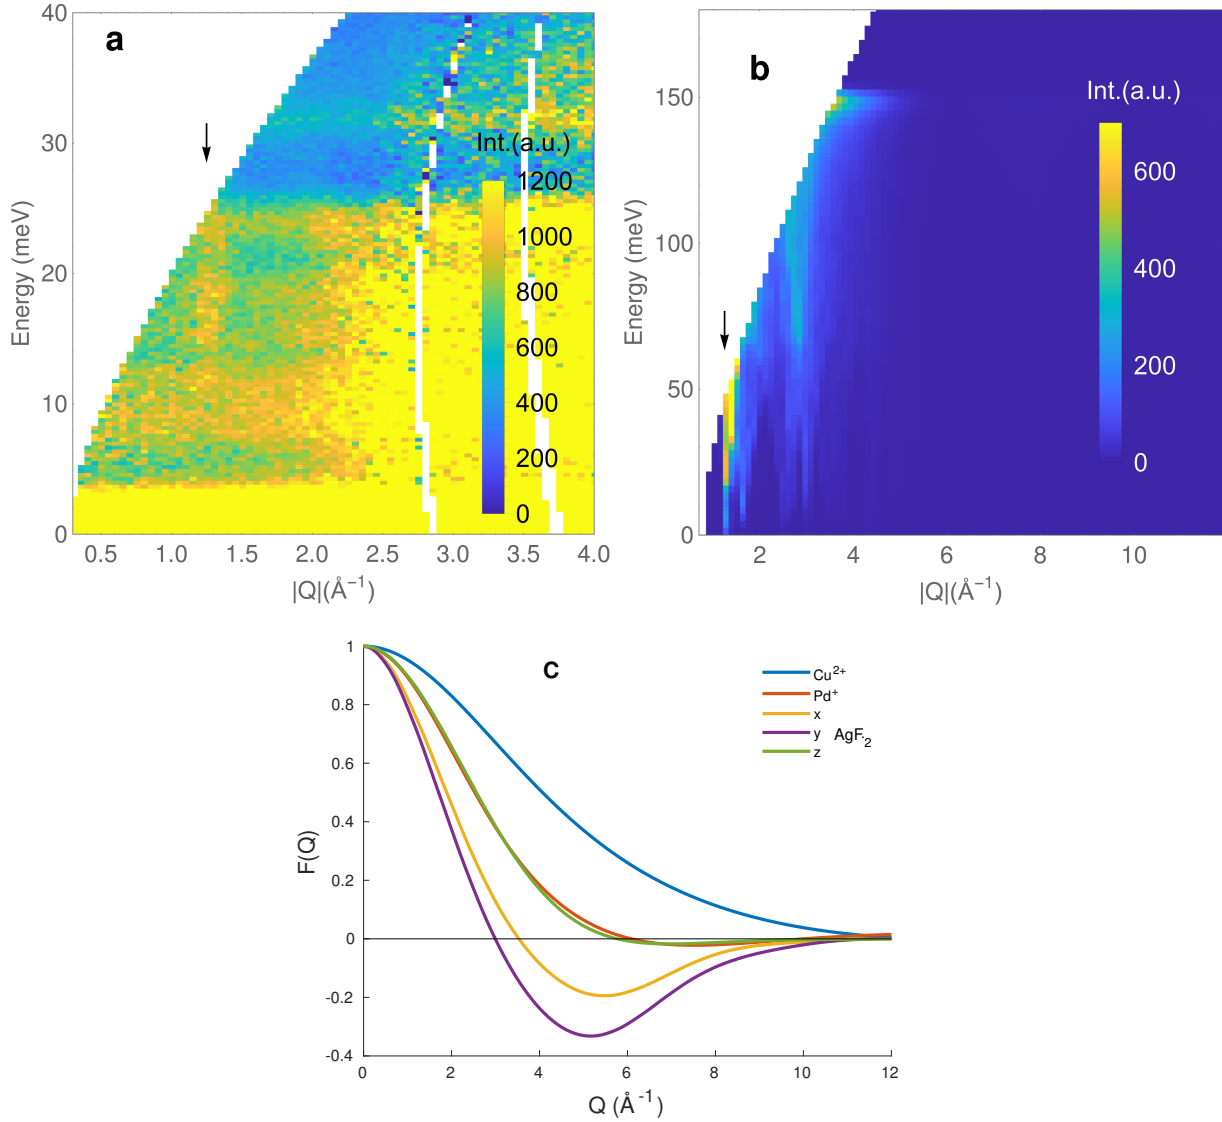 a
40
30
20
10
0
Energy (meV)
Int.(a.u.)
1200
1000
800
600
400
200
0
0.5 1.0 1.5 2.0 2.5 3.0 3.5 4.0
|Q|(Å⁻¹)
b
150
100
50
0
Energy (meV)
Int.(a.u.)
600
400
200
0
2 4 6 8 10
|Q|(Å⁻¹)
c
1
0.8
0.6
0.4
0.2
0
-0.2
-0.4
F(Q)
Cu²⁺
Pd⁺
x
y AgF₂
z
0 2 4 6 8 10 12
Q (Å⁻¹)